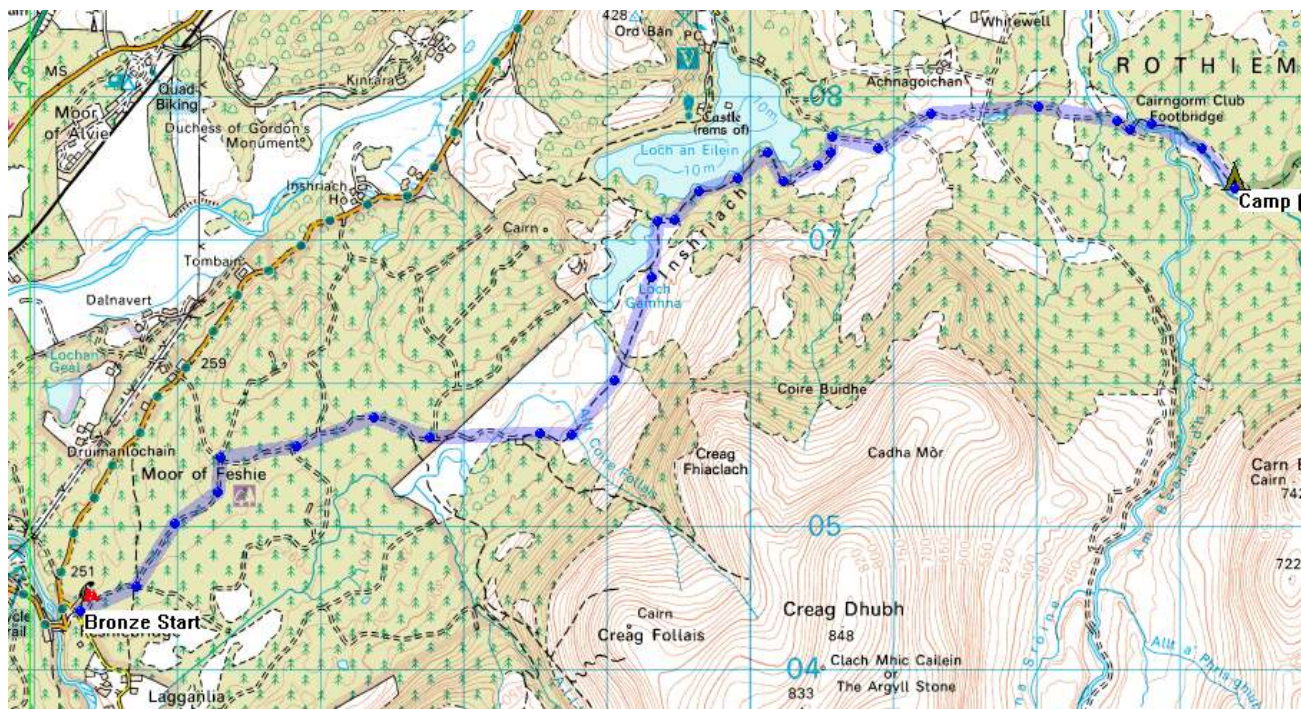 428
Ord Ban
PC
Whitewell
MS
Kinrara
Achnagoichan
ROTHIEM
Quad
Biking
Moor
of Alvie
08
Cairngorm Club
Footbridge
Duchess of Gordon's
Monument
Castle
(rems of)
10m
Loch an Eilein
10m
Inshriach
Ho
Camp
Cairn
07
Inshriach
Tombain
Loch
Gamhna
Dalnavert
Lochan
Geal
259
Coire Buidhe
Druimanlochain
Creag
Fhiaclach
Cadha Mòr
Moor of Feshie
Carn E
Cairn
742
05
251
722
Bronze Start
Feshiebridge
Cairn
Creag Follais
Creag Dhubh
848
04
Clach Mhic Cailein
or
The Argyll Stone
833
Lagganlia